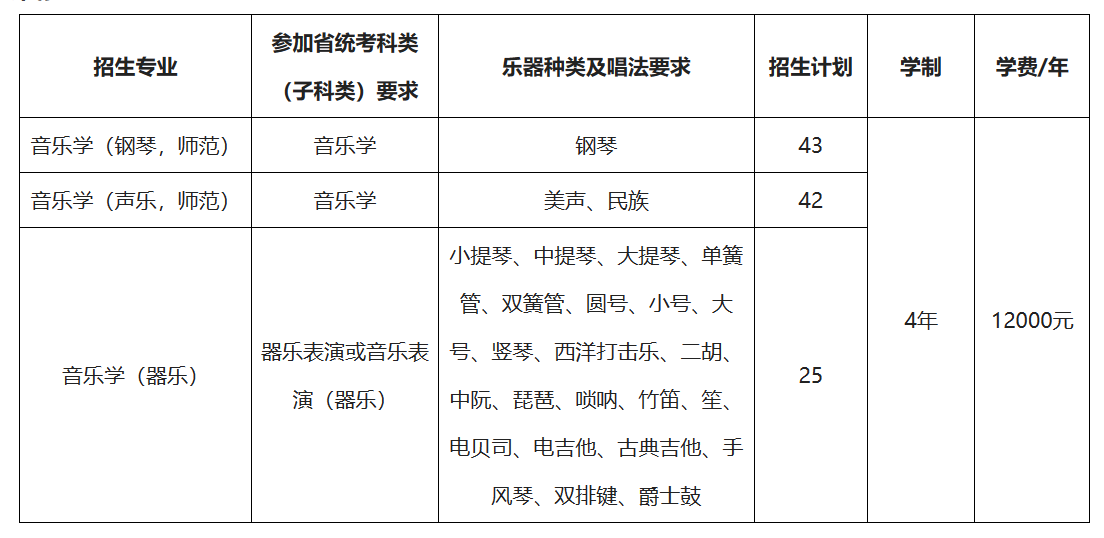 招生专业
参加省统考科类
（子科类）要求
乐器种类及唱法要求
招生计划
学制
学费/年
音乐学（钢琴，师范）
音乐学
钢琴
43
音乐学（声乐，师范）
音乐学
美声、民族
42
音乐学（器乐）
器乐表演或音乐表
演（器乐）
小提琴、中提琴、大提琴、单簧
管、双簧管、圆号、小号、大
号、竖琴、西洋打击乐、二胡、
中阮、琵琶、唢呐、竹笛、笙、
电贝司、电吉他、古典吉他、手
风琴、双排键、爵士鼓
25
4年
12000元